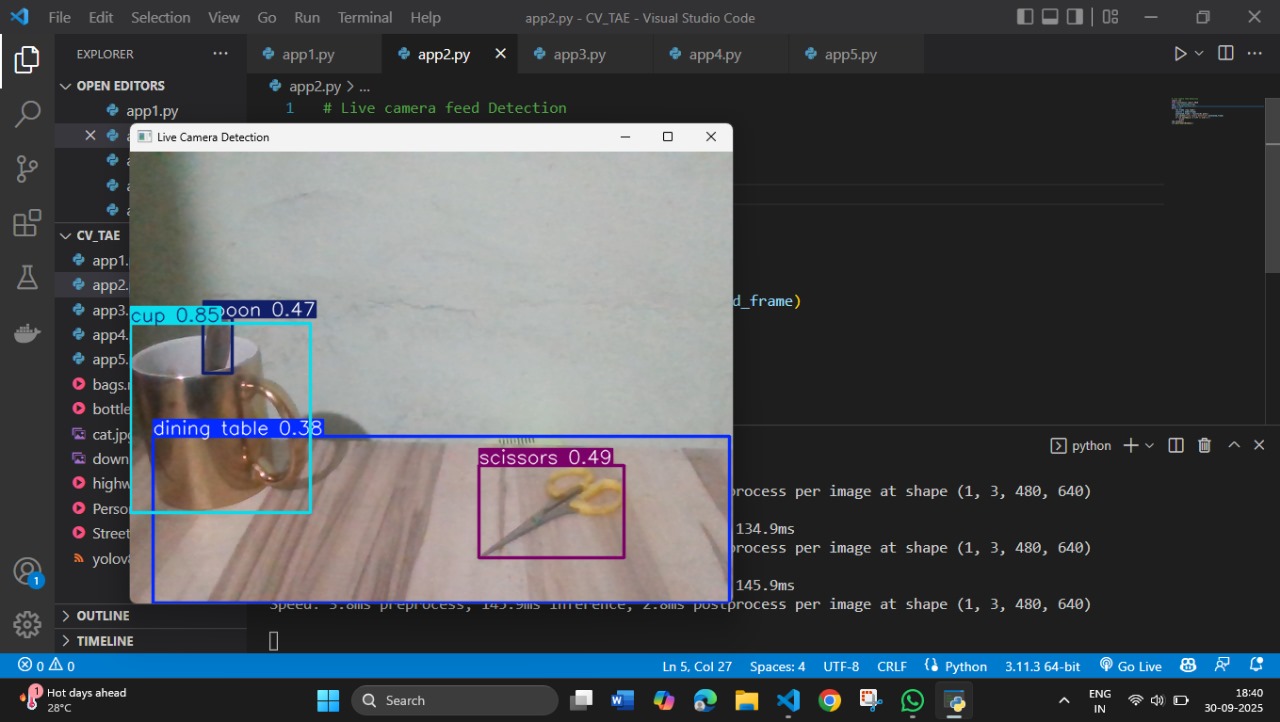 File Edit Selection View Go Run Terminal Help
app2.py - CV_TAE - Visual Studio Code
EXPLORER
app1.py
app2.py
app3.py
app4.py
app5.py
OPEN EDITORS
app1.py
app2.py > ...
1 # Live camera feed Detection
Live Camera Detection
d_frame)
CV_TAE
app1.
app2.
app3.
app4.
app5.
bags.
bottle
cat.jp
down
highw
Perso
Street
yolov
cup 0.85
poon 0.47
dining table 0.38
scissors 0.49
python
process per image at shape (1, 3, 480, 640)
134.9ms
process per image at shape (1, 3, 480, 640)
145.9ms
Speed: 3.8ms preprocess, 145.9ms inference, 2.8ms postprocess per image at shape (1, 3, 480, 640)
OUTLINE
TIMELINE
1
0 0
Ln 5, Col 27 Spaces: 4 UTF-8 CRLF Python 3.11.3 64-bit Go Live
1
Hot days ahead
28°C
Search
ENG
IN
18:40
30-09-2025